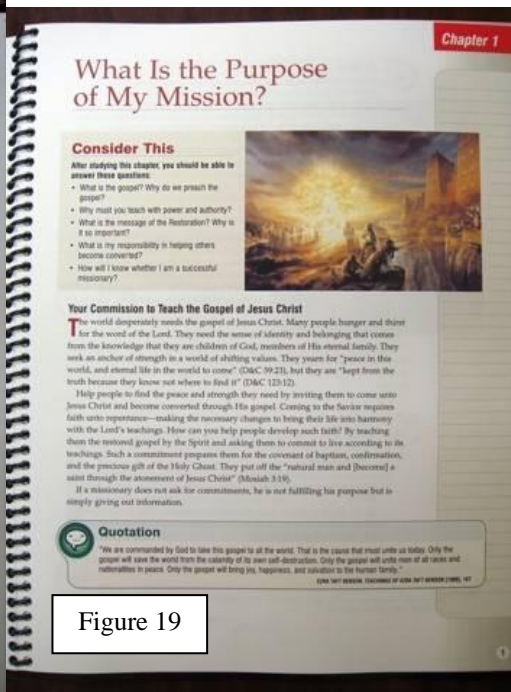 Chapter 1
What Is the Purpose
of My Mission?
Consider This
After studying this chapter, you should be able to
answer these questions:
• What is the gospel? Why do we preach the
gospel?
• Why must you teach with power and authority?
• What is the message of the Restoration? Why is
it so important?
• What is my responsibility in helping others
become converted?
• How will I know whether I am a successful
missionary?
Your Commission to Teach the Gospel of Jesus Christ
The world desperately needs the gospel of Jesus Christ. Many people hunger and thirst
for the word of the Lord. They need the sense of identity and belonging that comes
from the knowledge that they are children of God, members of His eternal family. They
seek an anchor of strength in a world of shifting values. They yearn for “peace in this
world, and eternal life in the world to come” (D&C 59:23), but they are “kept from the
truth because they know not where to find it” (D&C 123:12).
Help people to find the peace and strength they need by inviting them to come unto
Jesus Christ and become converted through His gospel. Coming to the Savior requires
faith unto repentance—making the necessary changes to bring their life into harmony
with the Lord's teachings. How can you help people develop such faith? By teaching
them the restored gospel by the Spirit and asking them to commit to live according to its
teachings. Such a commitment prepares them for the covenant of baptism, confirmation,
and the precious gift of the Holy Ghost. They put off the “natural man and [become] a
saint through the atonement of Jesus Christ” (Mosiah 3:19).
If a missionary does not ask for commitments, he is not fulfilling his purpose but is
simply giving out information.
Quotation
“We are commanded by God to take this gospel to all the world. That is the cause that must unite us today. Only the
gospel will save the world from the calamity of its own self-destruction. Only the gospel will unite men of all races and
nationalities in peace. Only the gospel will bring joy, happiness, and salvation to the human family.”
EZRA TAFT BENSON, TEACHINGS OF EZRA TAFT BENSON [1988], 167
Figure 19
1